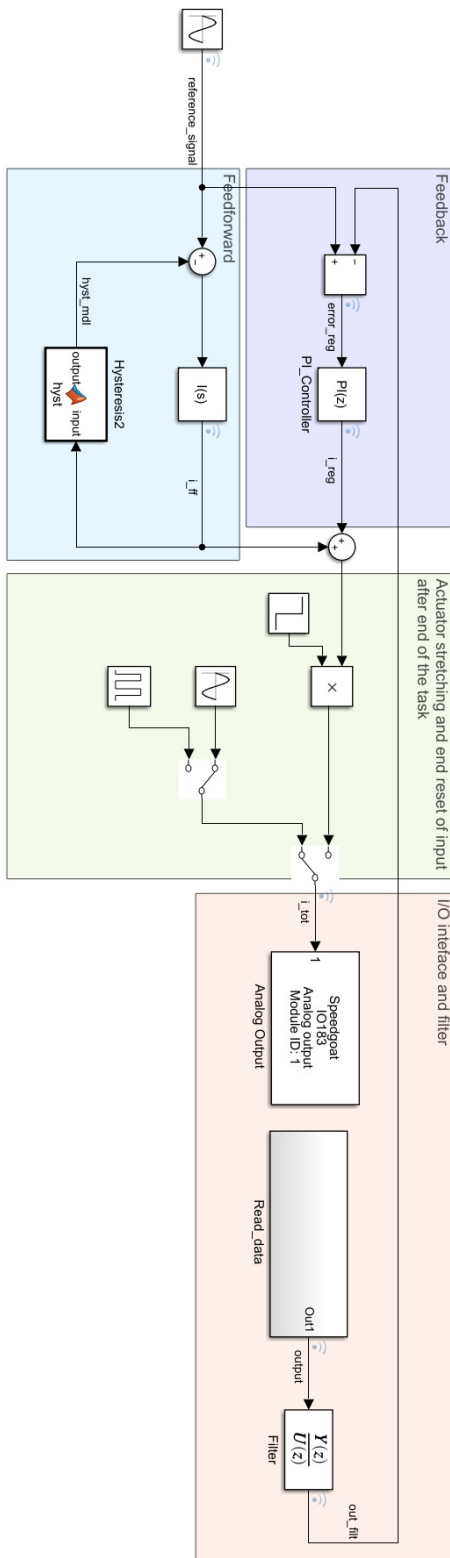 Feedback
error_reg
PI(z)
PI_Controller
i_reg
reference_signal
Feedforward
+
−
I(s)
i_ff
hyst_mdl
output
input
hyst
Hysteresis2
−
+
+
+
Actuator stretching and end reset of input
after end of the task
×
i_tot
I/O inteface and filter
1
Speedgoat
IO183
Analog output
Module ID: 1
Analog Output
Out1
Read_data
output
Y(z)
U(z)
Filter
out_filt